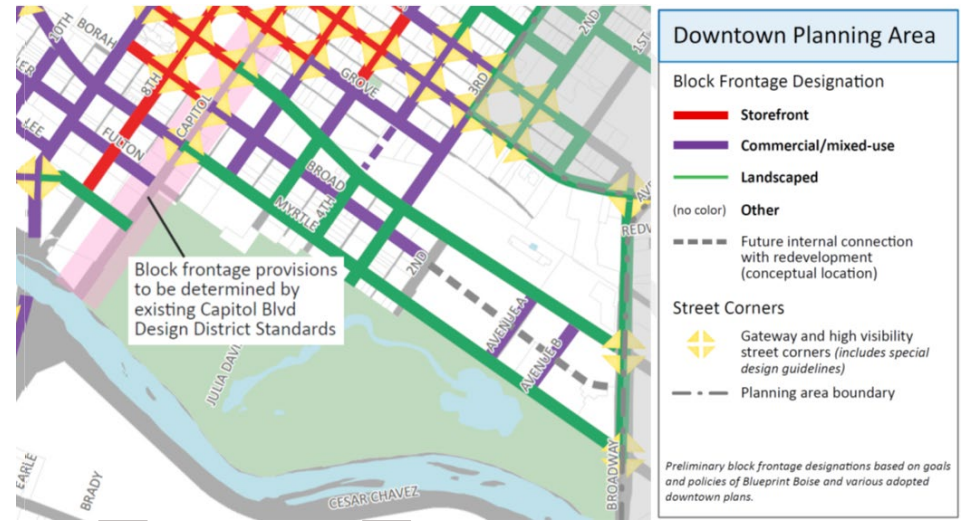 10TH
BORAH
8TH
CAPITOL
GROVE
3RD
2ND
1ST
LEE
FULTON
BROAD
MYRTLE
4TH
2ND
AVENUE A
AVENUE B
BROADWAY
CESAR CHAVEZ
BRADY
EARLE
Block frontage provisions
to be determined by
existing Capitol Blvd
Design District Standards
Downtown Planning Area
Block Frontage Designation
Storefront
Commercial/mixed-use
Landscaped
(no color) Other
Future internal connection
with redevelopment
(conceptual location)
Street Corners
Gateway and high visibility
street corners (includes special
design guidelines)
Planning area boundary
Preliminary block frontage designations based on goals
and policies of Blueprint Boise and various adopted
downtown plans.